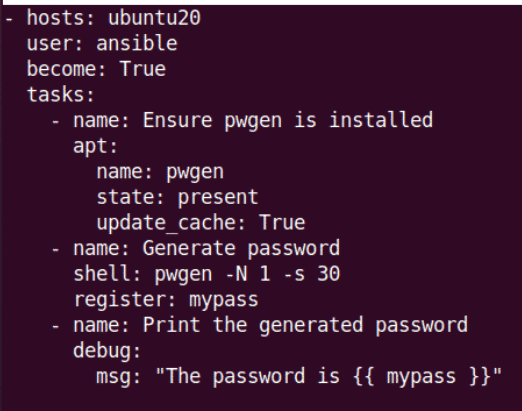 - hosts: ubuntu20
  user: ansible
  become: True
  tasks:
    - name: Ensure pwgen is installed
      apt:
        name: pwgen
        state: present
        update_cache: True
    - name: Generate password
      shell: pwgen -N 1 -s 30
      register: mypass
    - name: Print the generated password
      debug:
        msg: "The password is {{ mypass }}"